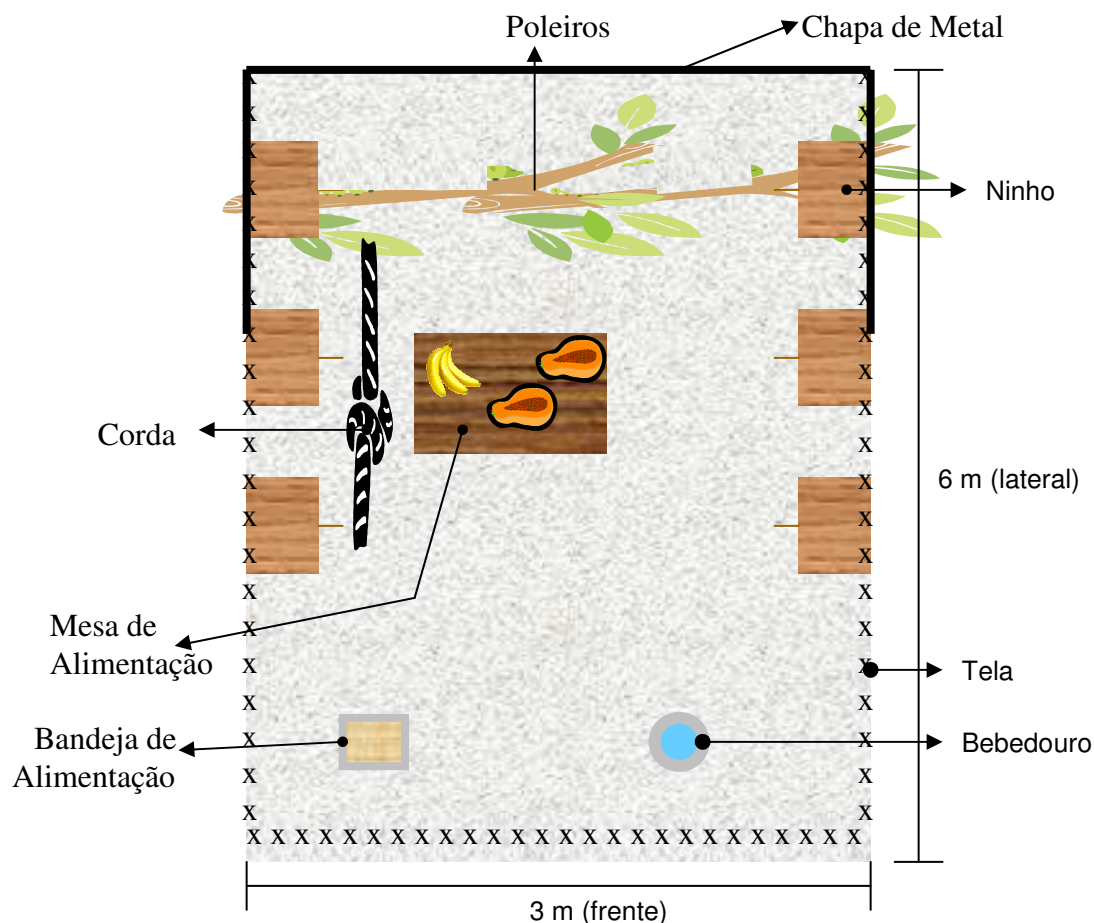 Poleiros
Chapa de Metal
Ninho
Corda
6 m (lateral)
Mesa de
Alimentação
Tela
Bandeja de
Alimentação
Bebedouro
x x x x x x x x x x x x x x x x x x x x x x x x x x
3 m (frente)